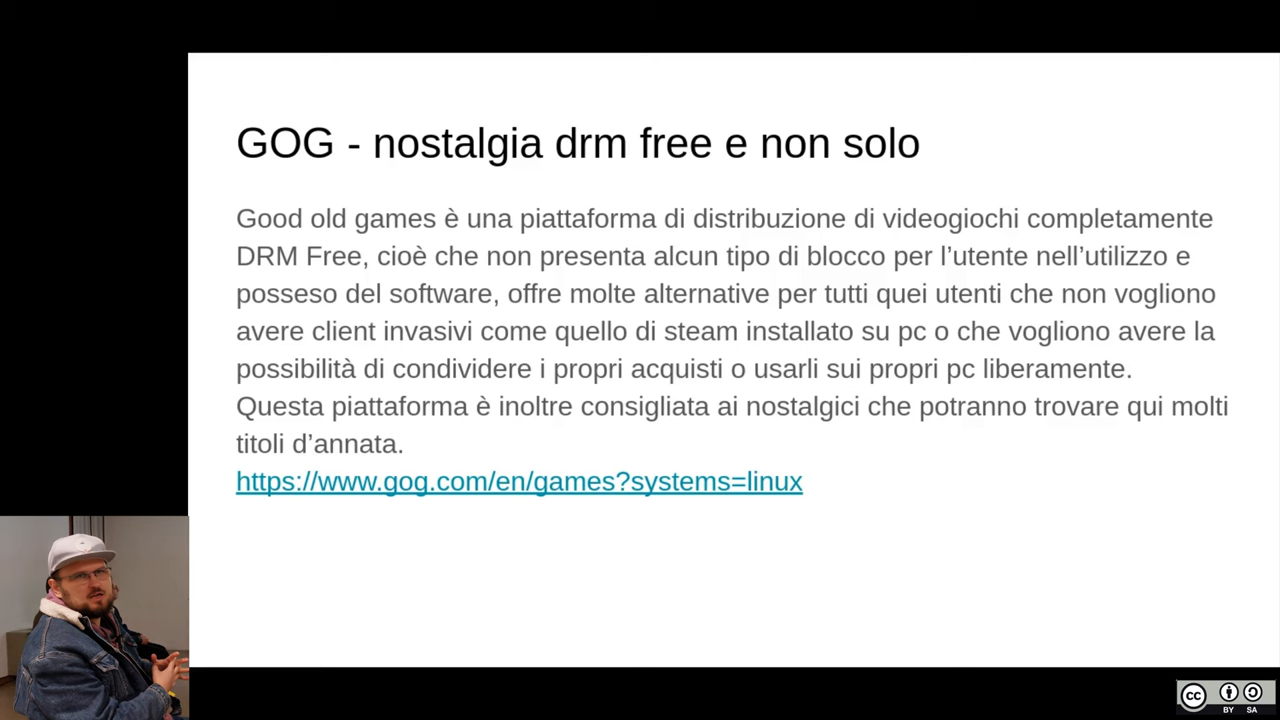 GOG - nostalgia drm free e non solo
Good old games è una piattaforma di distribuzione di videogiochi completamente
DRM Free, cioè che non presenta alcun tipo di blocco per l’utente nell’utilizzo e
posseso del software, offre molte alternative per tutti quei utenti che non vogliono
avere client invasivi come quello di steam installato su pc o che vogliono avere la
possibilità di condividere i propri acquisti o usarli sui propri pc liberamente.
Questa piattaforma è inoltre consigliata ai nostalgici che potranno trovare qui molti
titoli d’annata.
https://www.gog.com/en/games?systems=linux
cc
BY SA